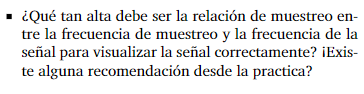 ▪ ¿Qué tan alta debe ser la relación de muestreo en-
tre la frecuencia de muestreo y la frecuencia de la
señal para visualizar la señal correctamente? ¡Exis-
te alguna recomendación desde la practica?